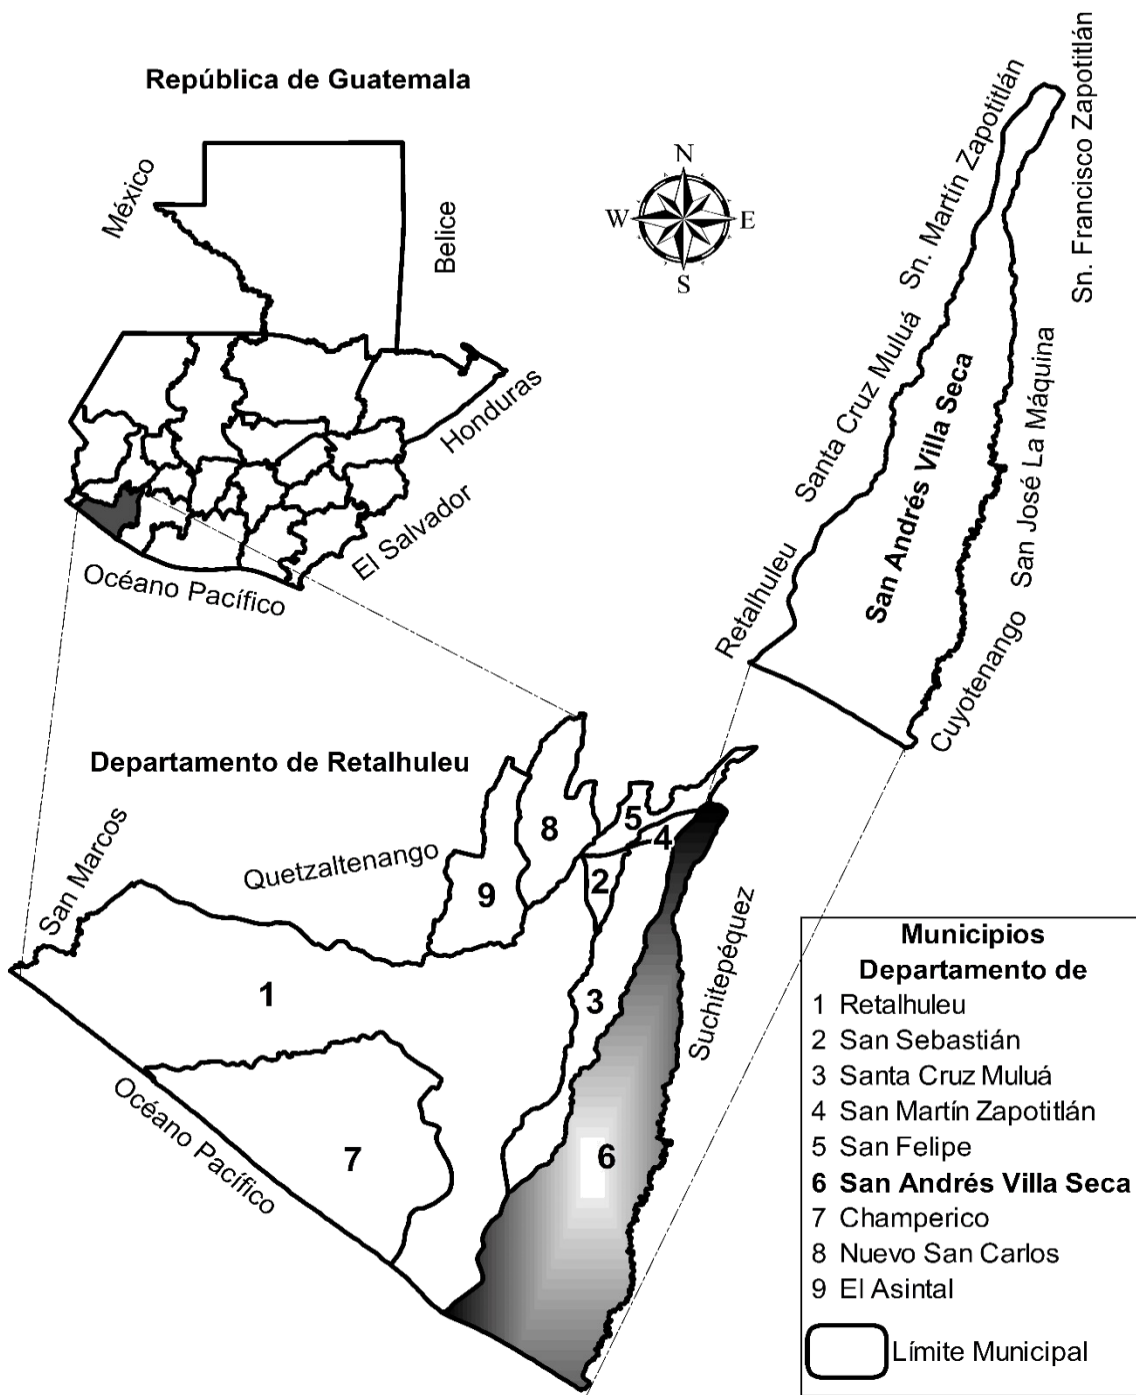 República de Guatemala
México
Belice
Honduras
El Salvador
Océano Pacífico
N
W
E
S
Sn. Martín Zapotitlán
Sn. Francisco Zapotitlán
Santa Cruz Muluá
San Andrés Villa Seca
San José La Máquina
Retalhuleu
Cuyotenango
Departamento de Retalhuleu
San Marcos
Quetzaltenango
Suchitepéquez
Océano Pacífico
8
5
4
9
2
1
3
7
6
Municipios
Departamento de
1 Retalhuleu
2 San Sebastián
3 Santa Cruz Muluá
4 San Martín Zapotitlán
5 San Felipe
6 San Andrés Villa Seca
7 Champerico
8 Nuevo San Carlos
9 El Asintal
Límite Municipal